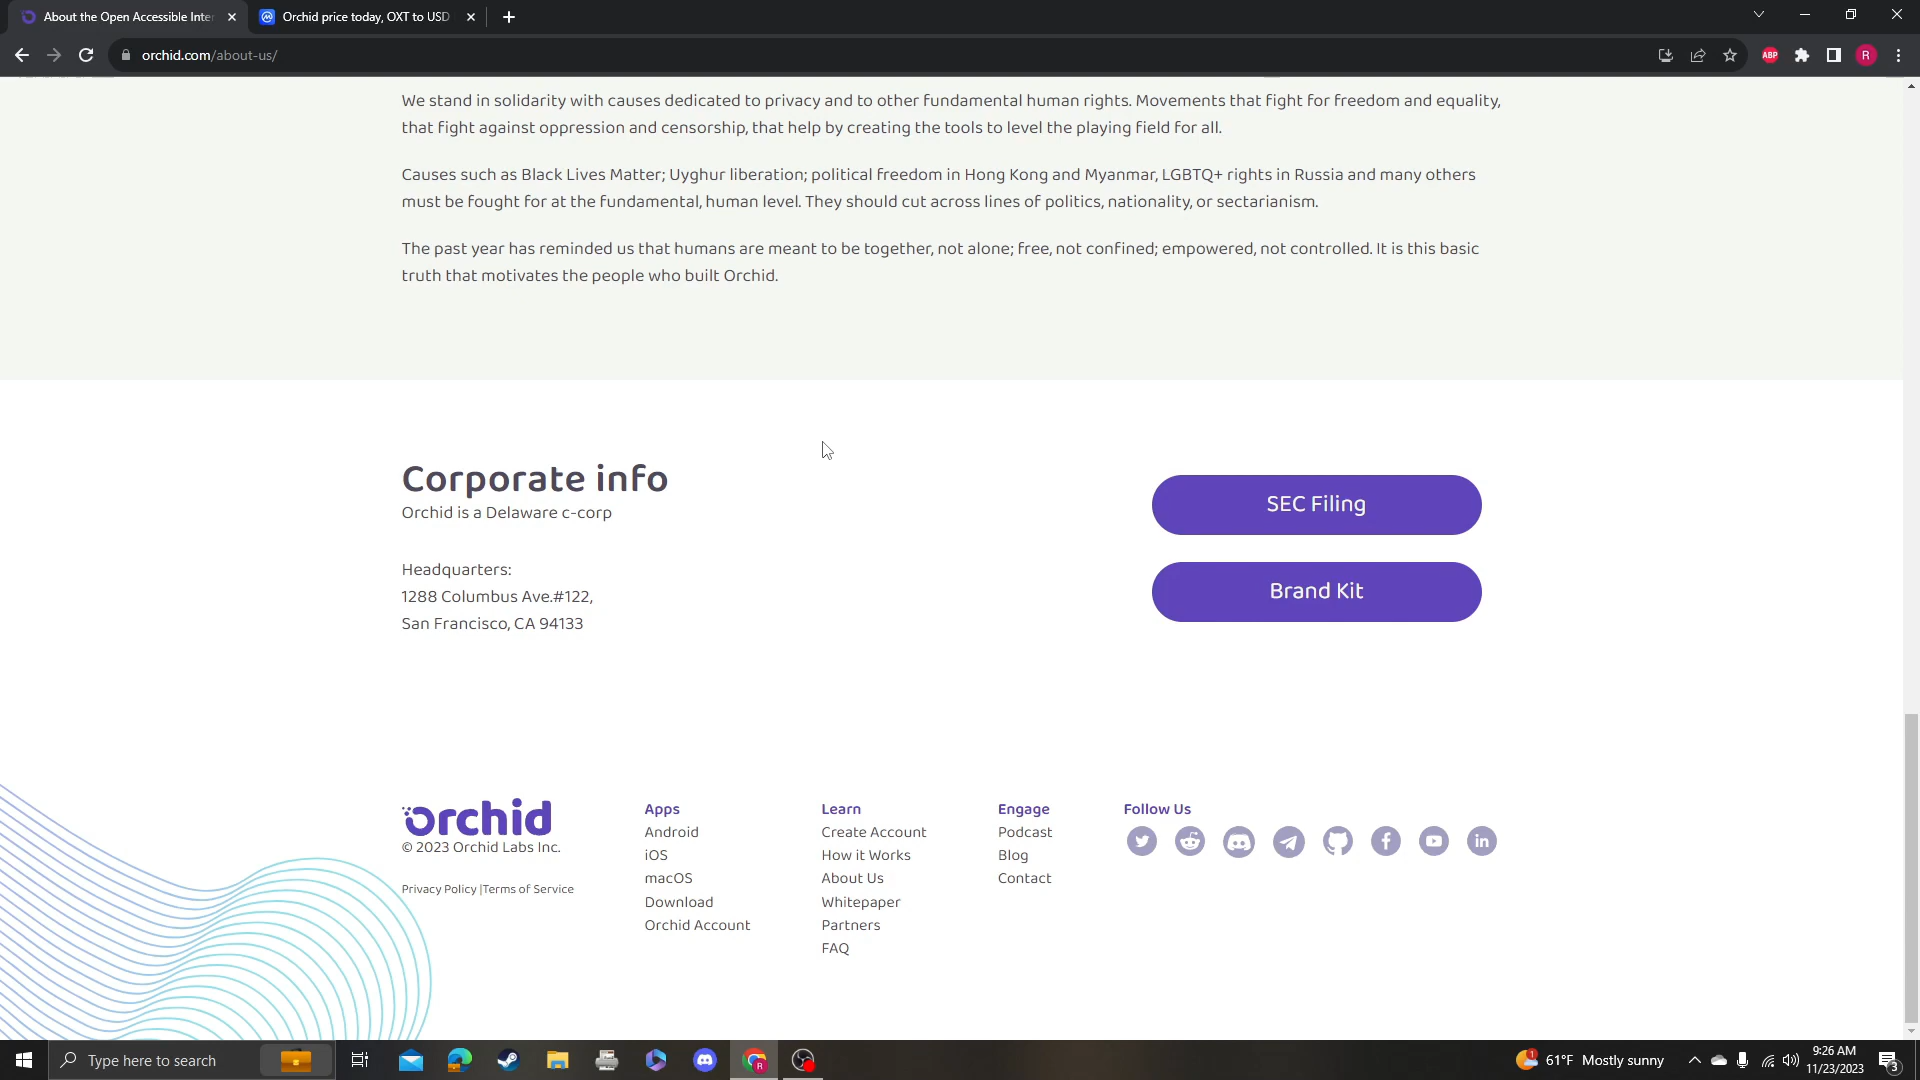 About the Open Accessible Inter
Orchid price today, OXT to USD
orchid.com/about-us/
ABP
R
We stand in solidarity with causes dedicated to privacy and to other fundamental human rights. Movements that fight for freedom and equality,
that fight against oppression and censorship, that help by creating the tools to level the playing field for all.
Causes such as Black Lives Matter; Uyghur liberation; political freedom in Hong Kong and Myanmar, LGBTQ+ rights in Russia and many others
must be fought for at the fundamental, human level. They should cut across lines of politics, nationality, or sectarianism.
The past year has reminded us that humans are meant to be together, not alone; free, not confined; empowered, not controlled. It is this basic
truth that motivates the people who built Orchid.
Corporate info
Orchid is a Delaware c-corp
Headquarters:
1288 Columbus Ave.#122,
San Francisco, CA 94133
SEC Filing
Brand Kit
orchid
© 2023 Orchid Labs Inc.
Privacy Policy |Terms of Service
Apps
Android
iOS
macOS
Download
Orchid Account
Learn
Create Account
How it Works
About Us
Whitepaper
Partners
FAQ
Engage
Podcast
Blog
Contact
Follow Us
in
Type here to search
R
1
61°F Mostly sunny
9:26 AM
11/23/2023
3